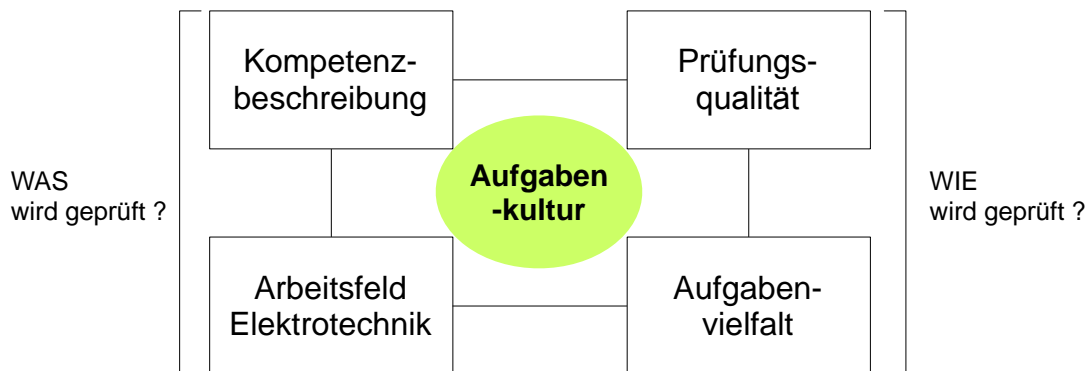 Kompetenz-
beschreibung
Prüfungs-
qualität
Aufgaben
-kultur
WAS
wird geprüft ?
WIE
wird geprüft ?
Arbeitsfeld
Elektrotechnik
Aufgaben-
vielfalt